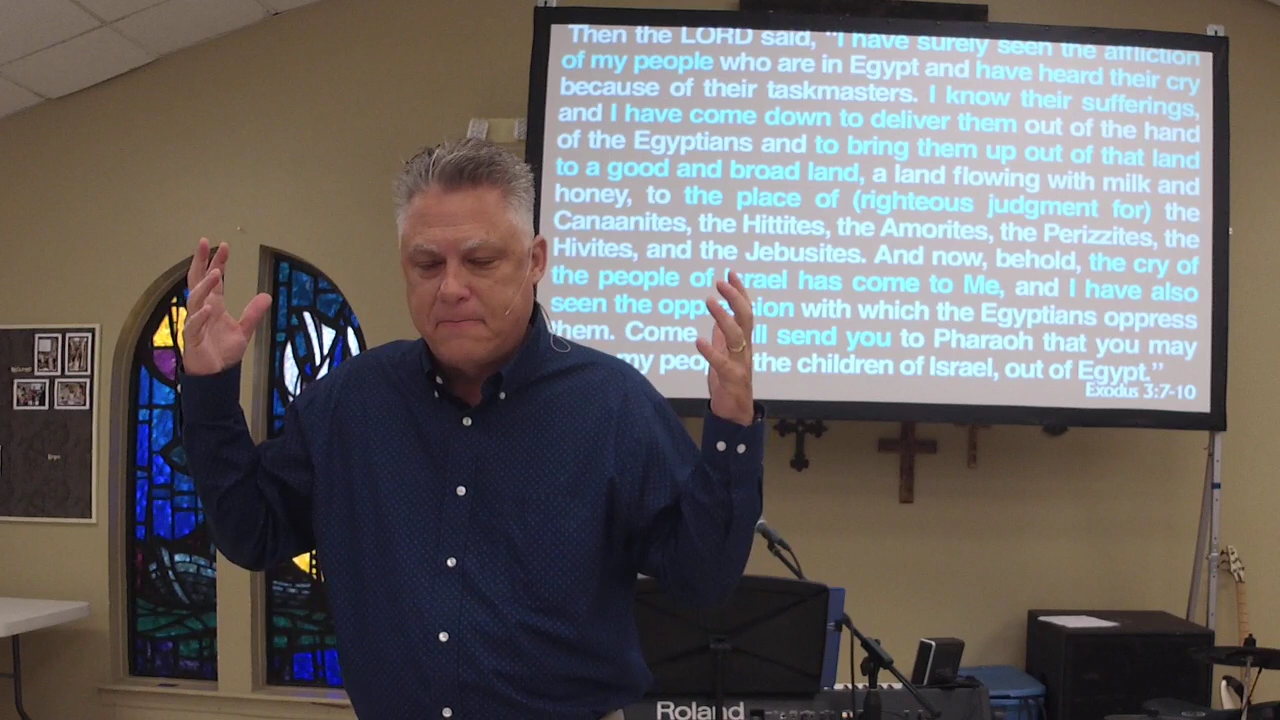 Then the LORD said, "I have surely seen the affliction
of my people who are in Egypt and have heard their cry
because of their taskmasters. I know their sufferings,
and I have come down to deliver them out of the hand
of the Egyptians and to bring them up out of that land
to a good and broad land, a land flowing with milk and
honey, to the place of (righteous judgment for) the
Canaanites, the Hittites, the Amorites, the Perizzites, the
Hivites, and the Jebusites. And now, behold, the cry of
the people of Israel has come to Me, and I have also
seen the oppression with which the Egyptians oppress
them. Come will send you to Pharaoh that you may
my people the children of Israel, out of Egypt."
Exodus 3:7-10
Roland